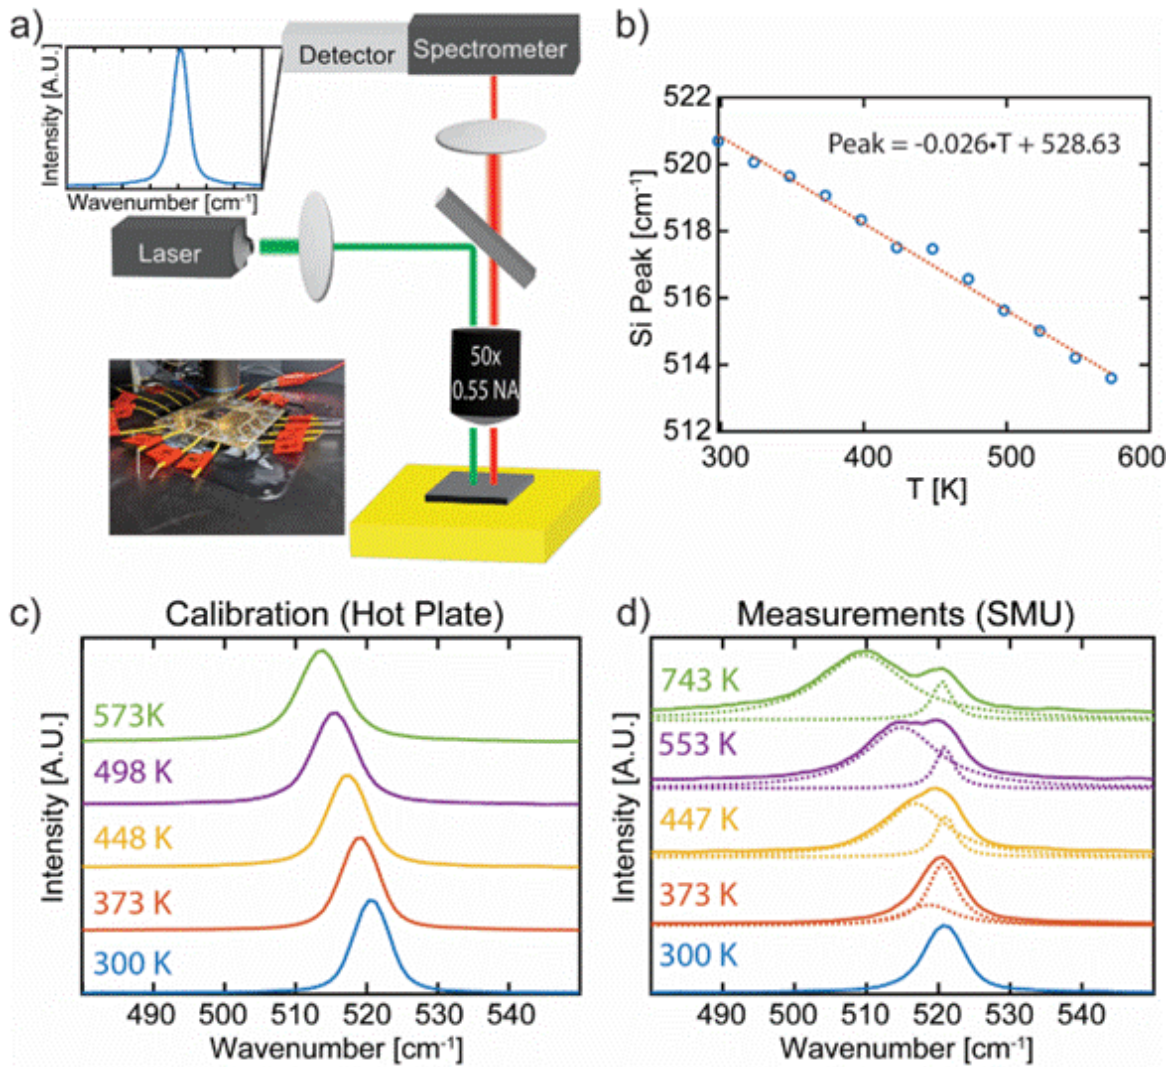 a)
Detector
Spectrometer
Intensity [A.U.]
Wavenumber [cm⁻¹]
Laser
50x
0.55 NA
b)
522
520
518
516
514
512
Si Peak [cm⁻¹]
Peak = -0.026•T + 528.63
300 400 500 600
T [K]
c)
Calibration (Hot Plate)
Intensity [A.U.]
573K
498 K
448 K
373 K
300 K
490 500 510 520 530 540
Wavenumber [cm⁻¹]
d)
Measurements (SMU)
Intensity [A.U.]
743 K
553 K
447 K
373 K
300 K
490 500 510 520 530 540
Wavenumber [cm⁻¹]